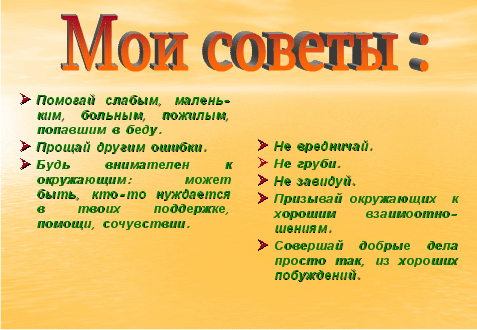 Мои советы :
Помогай слабым, малень-
ким, больным, пожилым,
попавшим в беду.
Прощай другим ошибки.
Будь внимателен к
окружающим: может
быть, кто-то нуждается
в твоих поддержке,
помощи, сочувствии.
Не вредничай.
Не груби.
Не завидуй.
Призывай окружающих к
хорошим взаимоотно-
шениям.
Совершай добрые дела
просто так, из хороших
побуждений.